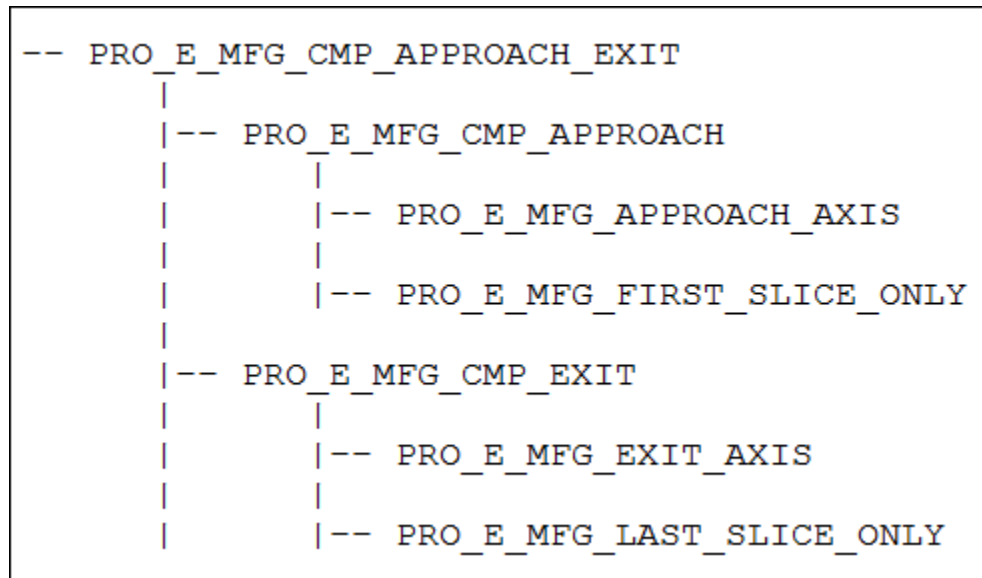 -- PRO_E_MFG_CMP_APPROACH_EXIT
|
|-- PRO_E_MFG_CMP_APPROACH
| |
| |-- PRO_E_MFG_APPROACH_AXIS
| |
| |-- PRO_E_MFG_FIRST_SLICE_ONLY
|
|-- PRO_E_MFG_CMP_EXIT
| |
| |-- PRO_E_MFG_EXIT_AXIS
| |
| |-- PRO_E_MFG_LAST_SLICE_ONLY